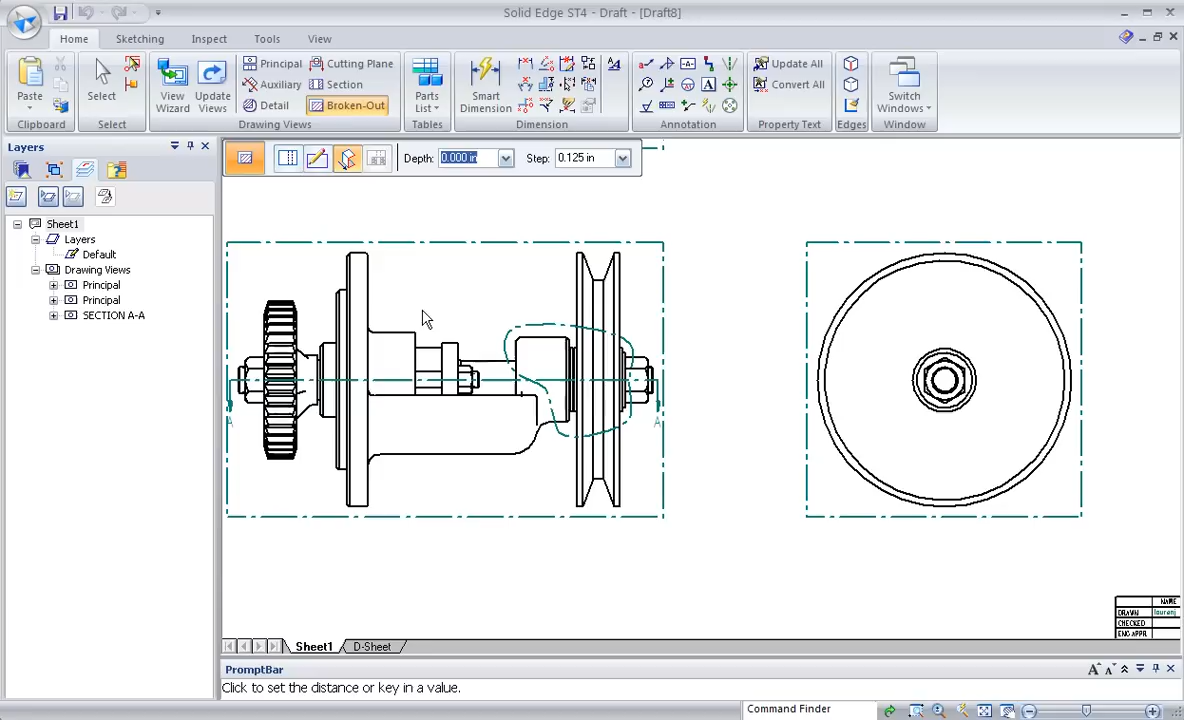 Solid Edge ST4 - Draft - [Draft8]
Home
Sketching
Inspect
Tools
View
Paste
Clipboard
Select
Select
View Wizard
Update Views
Principal
Auxiliary
Detail
Cutting Plane
Section
Broken-Out
Drawing Views
Parts List
Tables
Smart Dimension
Dimension
A
Annotation
Update All
Convert All
Property Text
Edges
Switch Windows
Window
Layers
Depth: 0.000 in
Step: 0.125 in
Sheet1
Layers
Default
Drawing Views
Principal
Principal
SECTION A-A
A
A
NAME
DRAWN
CHECKED
ENG APPR
Sheet1
D-Sheet
PromptBar
Click to set the distance or key in a value.
Command Finder